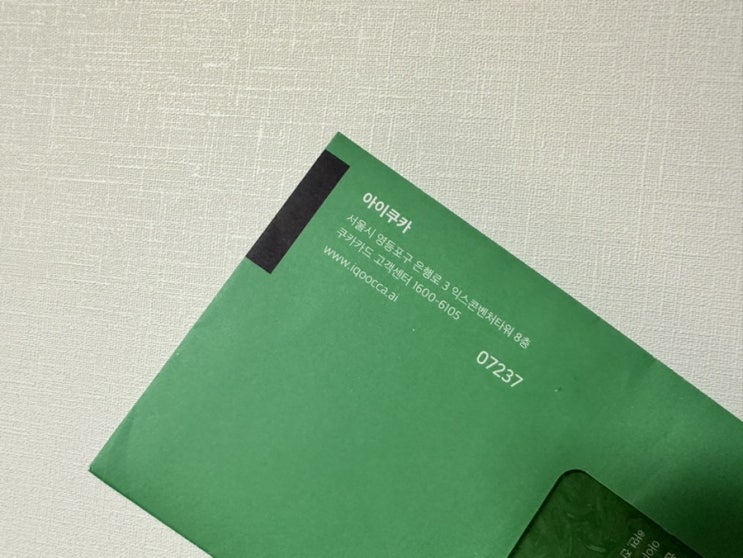 아이쿠카
서울시 영등포구 은행로 3 익스콘벤처타워 8층
쿠카카드 고객센터 1600-6105
www.iqoocca.ai
07237